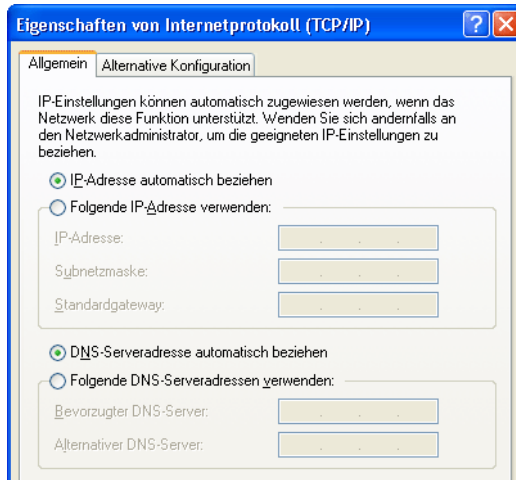 Eigenschaften von Internetprotokoll (TCP/IP)
Allgemein
Alternative Konfiguration
IP-Einstellungen können automatisch zugewiesen werden, wenn das
Netzwerk diese Funktion unterstützt. Wenden Sie sich andernfalls an
den Netzwerkadministrator, um die geeigneten IP-Einstellungen zu
beziehen.
IP-Adresse automatisch beziehen
Folgende IP-Adresse verwenden:
IP-Adresse:
Subnetzmaske:
Standardgateway:
DNS-Serveradresse automatisch beziehen
Folgende DNS-Serveradressen verwenden:
Bevorzugter DNS-Server:
Alternativer DNS-Server: